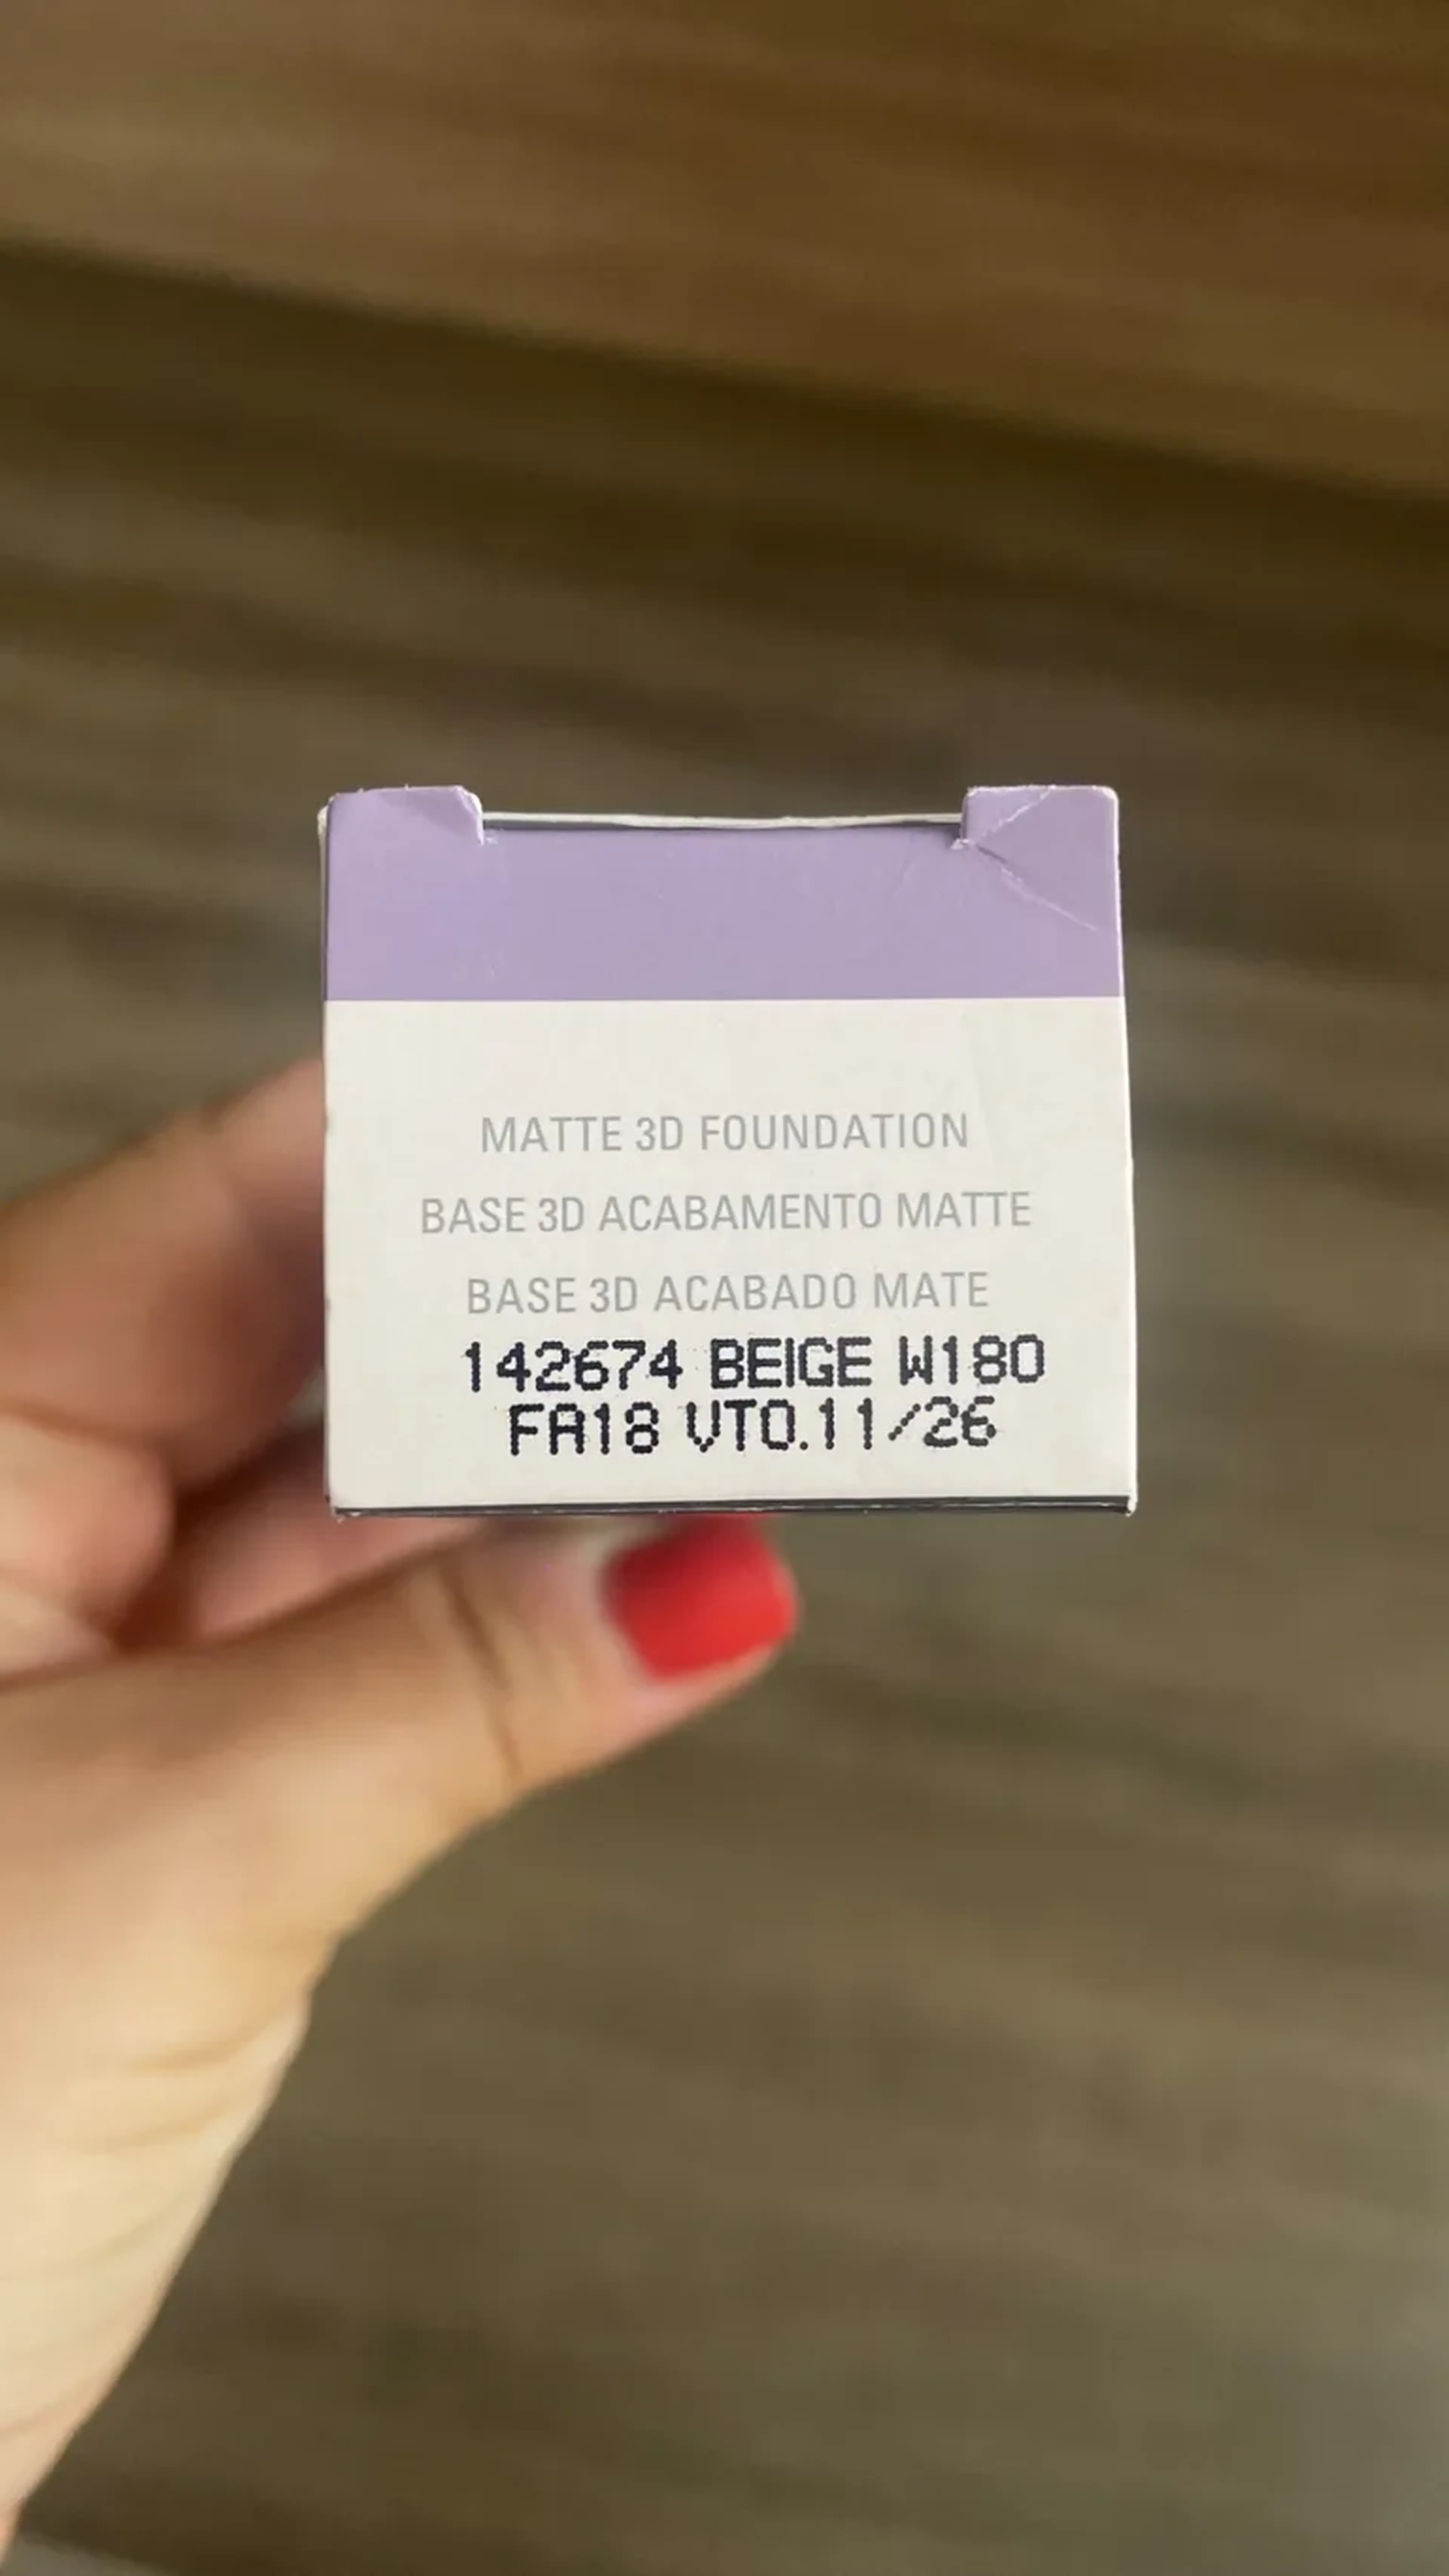 MATTE 3D FOUNDATION
BASE 3D ACABAMENTO MATTE
BASE 3D ACABADO MATE
142674 BEIGE W180
FA18 VTO.11/26